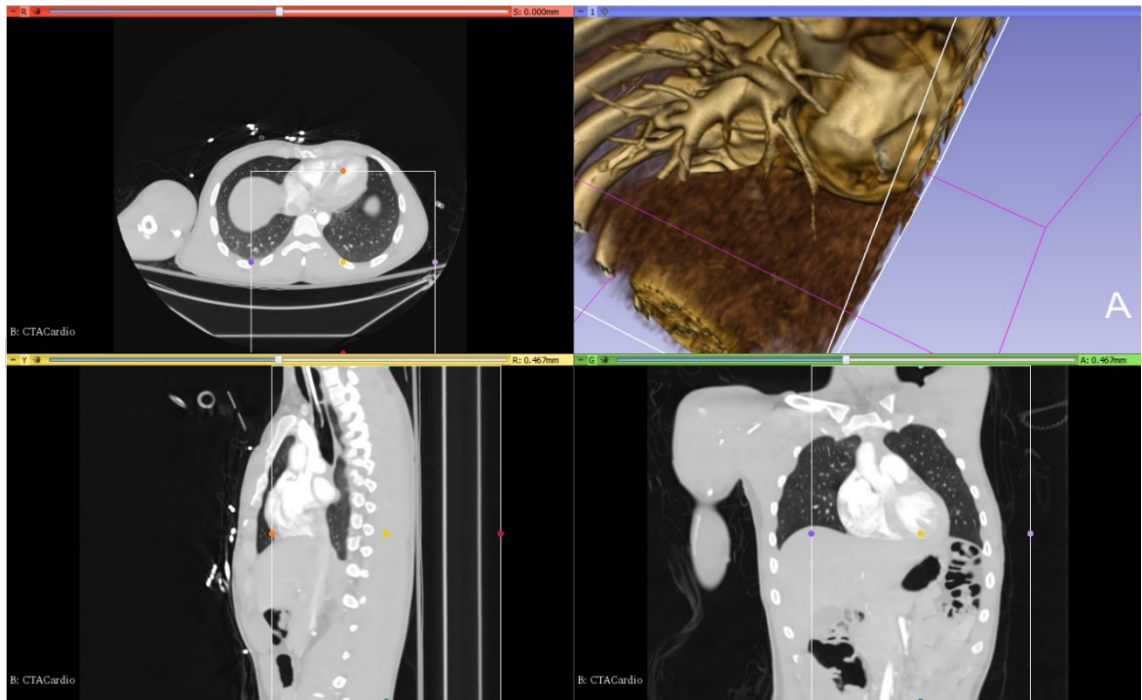 R S: 0.000mm
1
B: CTACardio
A
Y R: 0.467mm
G A: 0.467mm
B: CTACardio
B: CTACardio